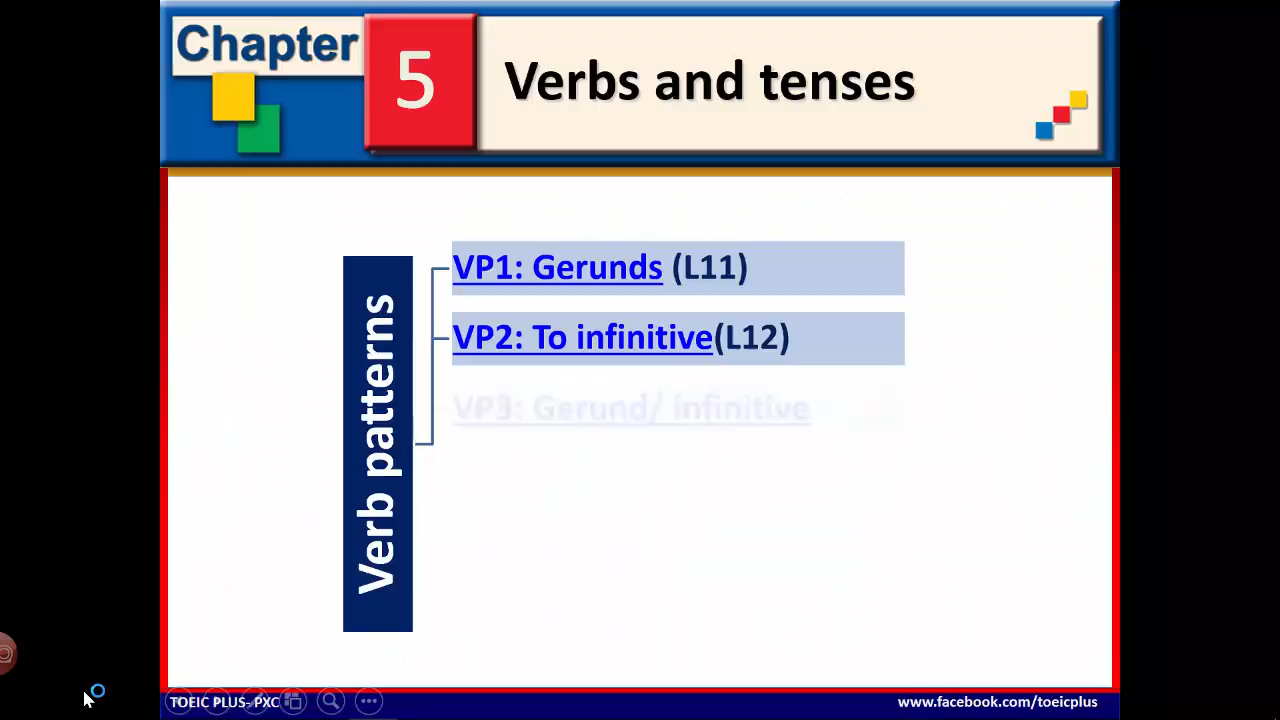 Chapter
5
Verbs and tenses
Verb patterns
VP1: Gerunds (L11)
VP2: To infinitive(L12)
VP3: Gerund/ infinitive
TOEIC PLUS- PXC
www.facebook.com/toeicplus